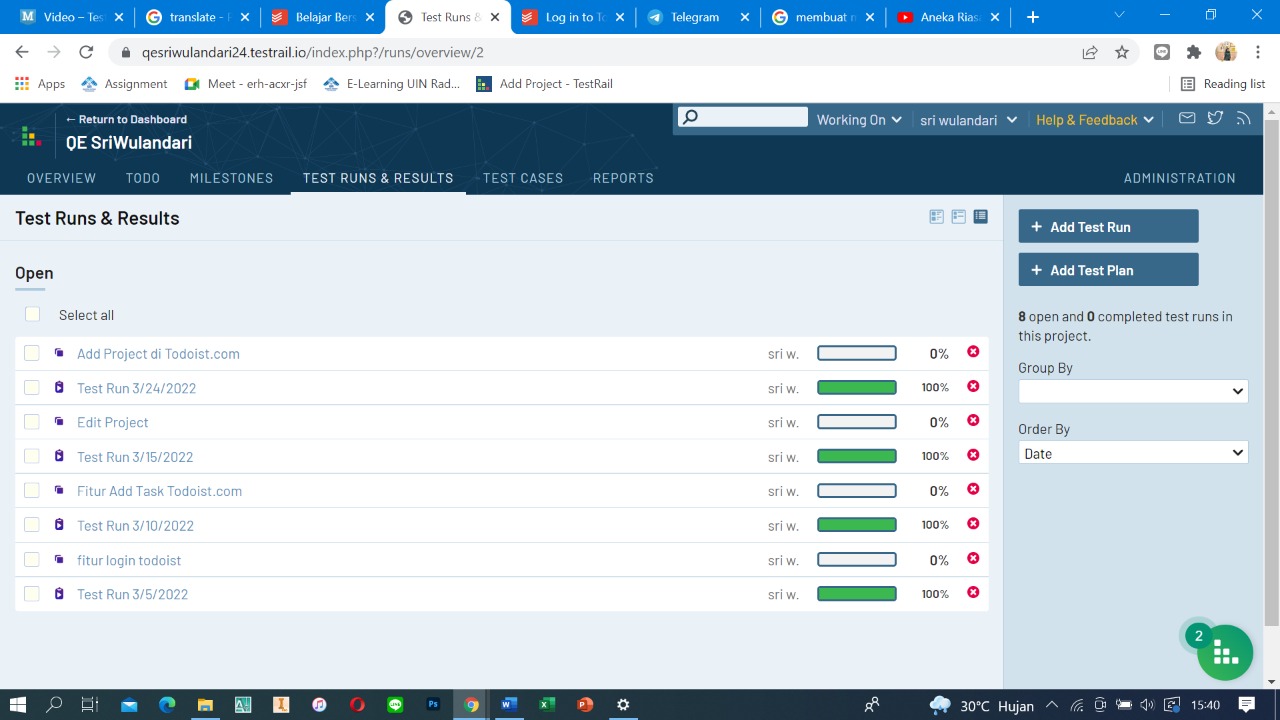 Video – Tes
translate -
Belajar Bers
Test Runs &
Log in to To
Telegram
membuat n
Aneka Rias
qesriwulandari24.testrail.io/index.php?/runs/overview/2
Apps
Assignment
Meet - erh-acxr-jsf
E-Learning UIN Rad...
Add Project - TestRail
Reading list
← Return to Dashboard
QE SriWulandari
Working On
sri wulandari
Help & Feedback
OVERVIEW
TODO
MILESTONES
TEST RUNS & RESULTS
TEST CASES
REPORTS
ADMINISTRATION
Test Runs & Results
Open
Select all
Add Project di Todoist.com sri w. 0%
Test Run 3/24/2022 sri w. 100%
Edit Project sri w. 0%
Test Run 3/15/2022 sri w. 100%
Fitur Add Task Todoist.com sri w. 0%
Test Run 3/10/2022 sri w. 100%
fitur login todoist sri w. 0%
Test Run 3/5/2022 sri w. 100%
+ Add Test Run
+ Add Test Plan
8 open and 0 completed test runs in
this project.
Group By
Order By
Date
2
30°C Hujan
15:40